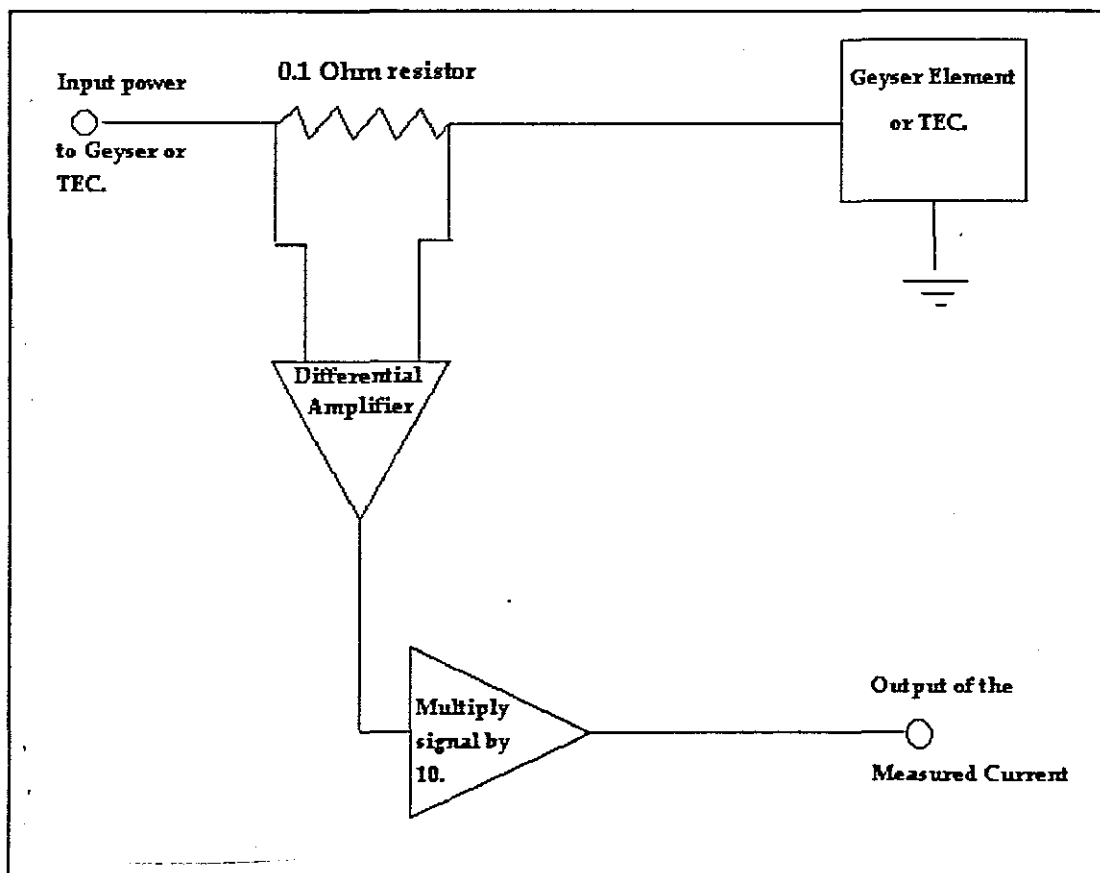 Input power
to Geyser or
TEC.
0.1 Ohm resistor
Geyser Element
or TEC.
Differential
Amplifier
Multiply
signal by
10.
Output of the
Measured Current